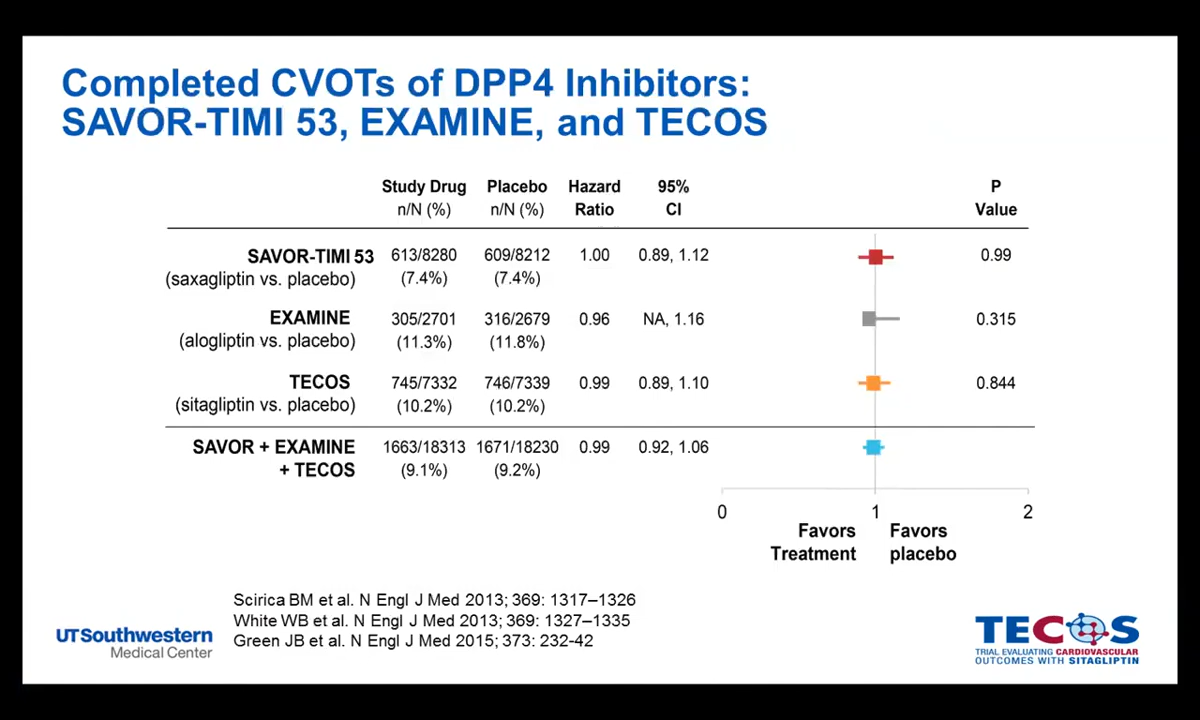 Completed CVOTs of DPP4 Inhibitors:
SAVOR-TIMI 53, EXAMINE, and TECOS
Study Drug Placebo Hazard 95% P
n/N (%) n/N (%) Ratio CI Value
SAVOR-TIMI 53 613/8280 609/8212 1.00 0.89, 1.12 0.99
(saxagliptin vs. placebo) (7.4%) (7.4%)
EXAMINE 305/2701 316/2679 0.96 NA, 1.16 0.315
(alogliptin vs. placebo) (11.3%) (11.8%)
TECOS 745/7332 746/7339 0.99 0.89, 1.10 0.844
(sitagliptin vs. placebo) (10.2%) (10.2%)
SAVOR + EXAMINE 1663/18313 1671/18230 0.99 0.92, 1.06
+ TECOS (9.1%) (9.2%)
0 1 2
Favors Favors
Treatment placebo
Scirica BM et al. N Engl J Med 2013; 369: 1317–1326
White WB et al. N Engl J Med 2013; 369: 1327–1335
Green JB et al. N Engl J Med 2015; 373: 232-42
UTSouthwestern
Medical Center
TECOS
TRIAL EVALUATING CARDIOVASCULAR
OUTCOMES WITH SITAGLIPTIN